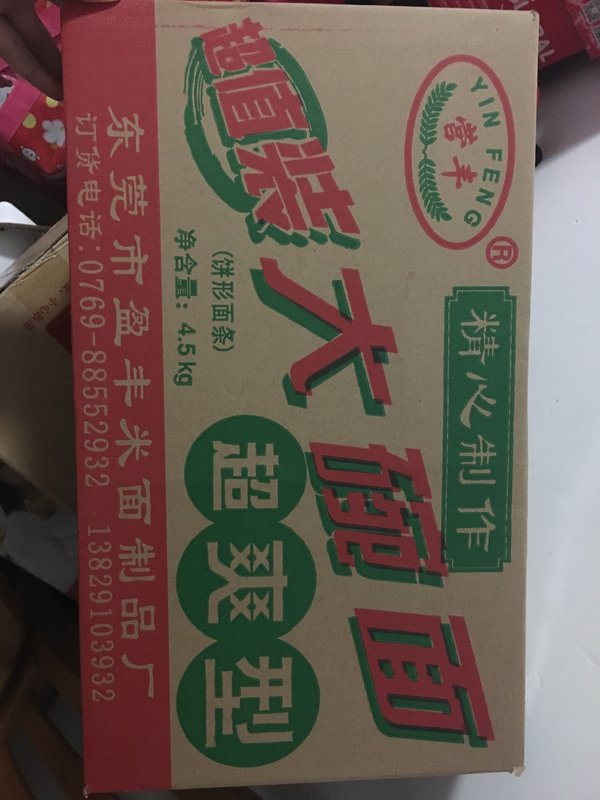 YIN FENG
营丰
®
精心制作
超值装
大碗面
(饼形面条)
净含量：4.5kg
超爽型
东莞市盈丰米面制品厂
订货电话:0769-88552932 13829103932